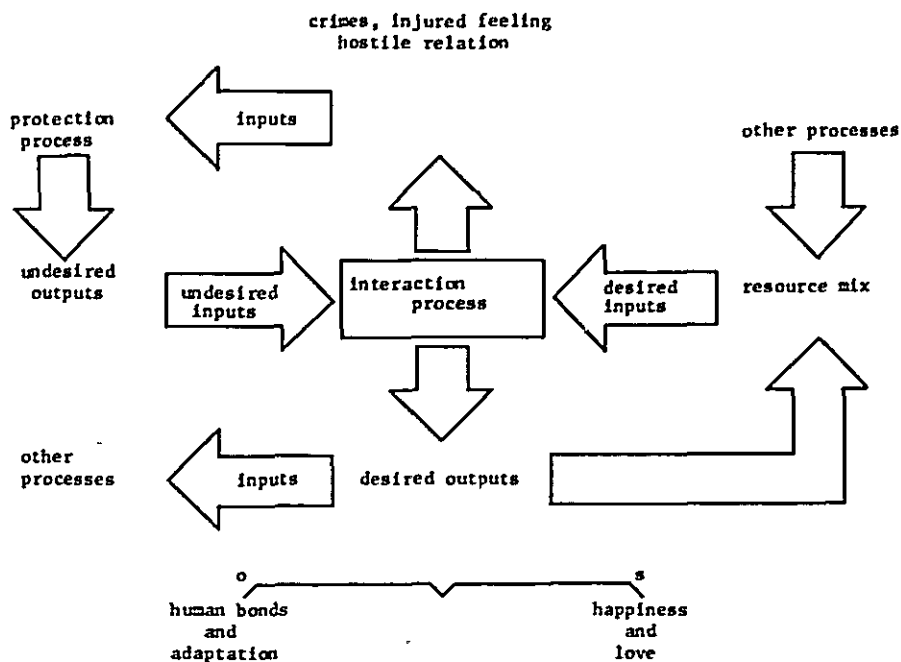 crimes, injured feeling
hostile relation
inputs
protection
process
other processes
undesired
outputs
undesired
inputs
interaction
process
desired
inputs
resource mix
other
processes
inputs
desired outputs
o
s
human bonds
and
adaptation
happiness
and
love